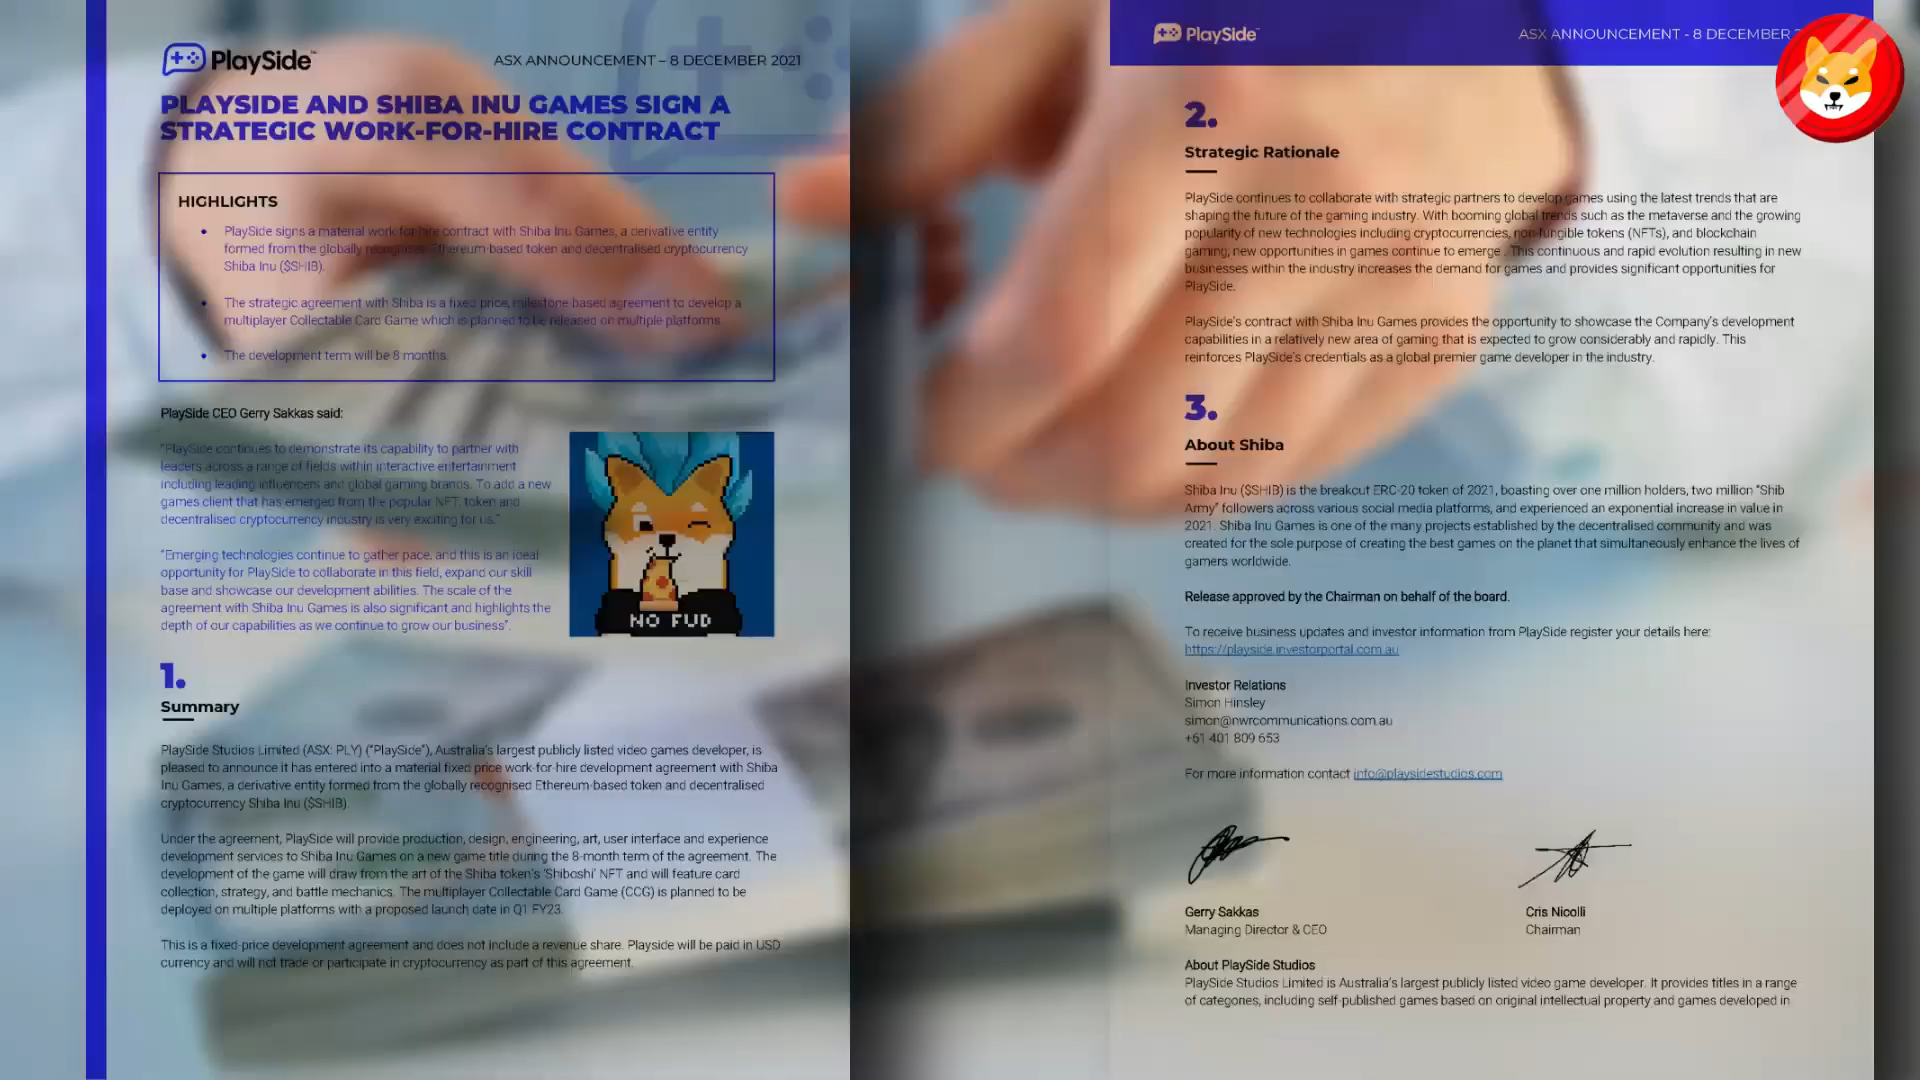 PlaySide™
ASX ANNOUNCEMENT – 8 DECEMBER 2021
PLAYSIDE AND SHIBA INU GAMES SIGN A
STRATEGIC WORK-FOR-HIRE CONTRACT
HIGHLIGHTS
• PlaySide signs a material work for hire contract with Shiba Inu Games, a derivative entity
formed from the globally recognised Ethereum-based token and decentralised cryptocurrency
Shiba Inu ($SHIB).
• The strategic agreement with Shiba is a fixed price, milestone-based agreement to develop a
multiplayer Collectable Card Game which is planned to be released on multiple platforms.
• The development term will be 8 months.
PlaySide CEO Gerry Sakkas said:
"PlaySide continues to demonstrate its capability to partner with
leaders across a range of fields within interactive entertainment
including leading influencers and global gaming brands. To add a new
games client that has emerged from the popular NFT, token and
decentralised cryptocurrency industry is very exciting for us."
"Emerging technologies continue to gather pace, and this is an ideal
opportunity for PlaySide to collaborate in this field, expand our skill
base and showcase our development abilities. The scale of the
agreement with Shiba Inu Games is also significant and highlights the
depth of our capabilities as we continue to grow our business".
NO FUD
1.
Summary
PlaySide Studios Limited (ASX: PLY) ("PlaySide"), Australia's largest publicly listed video games developer, is
pleased to announce it has entered into a material fixed price work-for-hire development agreement with Shiba
Inu Games, a derivative entity formed from the globally recognised Ethereum-based token and decentralised
cryptocurrency Shiba Inu ($SHIB).
Under the agreement, PlaySide will provide production, design, engineering, art, user interface and experience
development services to Shiba Inu Games on a new game title during the 8-month term of the agreement. The
development of the game will draw from the art of the Shiba token's 'Shiboshi' NFT and will feature card
collection, strategy, and battle mechanics. The multiplayer Collectable Card Game (CCG) is planned to be
deployed on multiple platforms with a proposed launch date in Q1 FY23.
This is a fixed-price development agreement and does not include a revenue share. Playside will be paid in USD
currency and will not trade or participate in cryptocurrency as part of this agreement.
PlaySide™
ASX ANNOUNCEMENT - 8 DECEMBER
2.
Strategic Rationale
PlaySide continues to collaborate with strategic partners to develop games using the latest trends that are
shaping the future of the gaming industry. With booming global trends such as the metaverse and the growing
popularity of new technologies including cryptocurrencies, non-fungible tokens (NFTs), and blockchain
gaming, new opportunities in games continue to emerge . This continuous and rapid evolution resulting in new
businesses within the industry increases the demand for games and provides significant opportunities for
PlaySide.
PlaySide's contract with Shiba Inu Games provides the opportunity to showcase the Company's development
capabilities in a relatively new area of gaming that is expected to grow considerably and rapidly. This
reinforces PlaySide's credentials as a global premier game developer in the industry.
3.
About Shiba
Shiba Inu ($SHIB) is the breakout ERC-20 token of 2021, boasting over one million holders, two million "Shib
Army" followers across various social media platforms, and experienced an exponential increase in value in
2021. Shiba Inu Games is one of the many projects established by the decentralised community and was
created for the sole purpose of creating the best games on the planet that simultaneously enhance the lives of
gamers worldwide.
Release approved by the Chairman on behalf of the board.
To receive business updates and investor information from PlaySide register your details here:
https://playside.investorportal.com.au
Investor Relations
Simon Hinsley
simon@nwrcommunications.com.au
+61 401 809 653
For more information contact info@playsidestudios.com
Gerry Sakkas
Managing Director & CEO
Cris Nicolli
Chairman
About PlaySide Studios
PlaySide Studios Limited is Australia's largest publicly listed video game developer. It provides titles in a range
of categories, including self-published games based on original intellectual property and games developed in